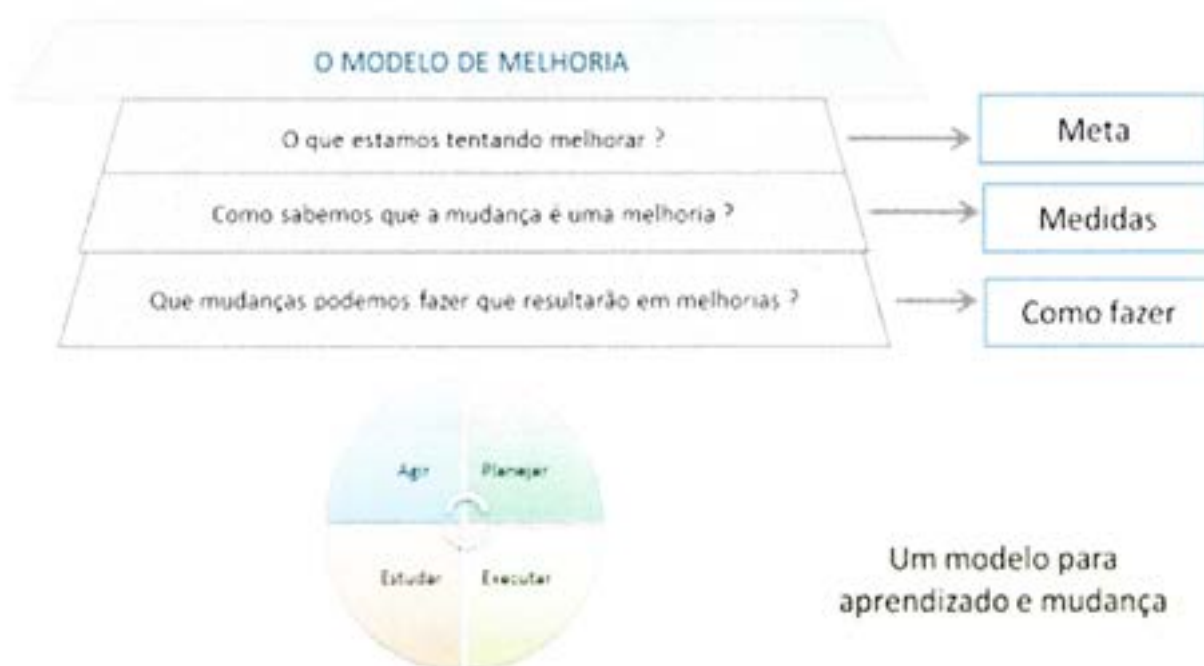 O MODELO DE MELHORIA
O que estamos tentando melhorar ?
Meta
Como sabemos que a mudança é uma melhoria ?
Medidas
Que mudanças podemos fazer que resultarão em melhorias ?
Como fazer
Agir
Planejar
Estudar
Executar
Um modelo para
aprendizado e mudança